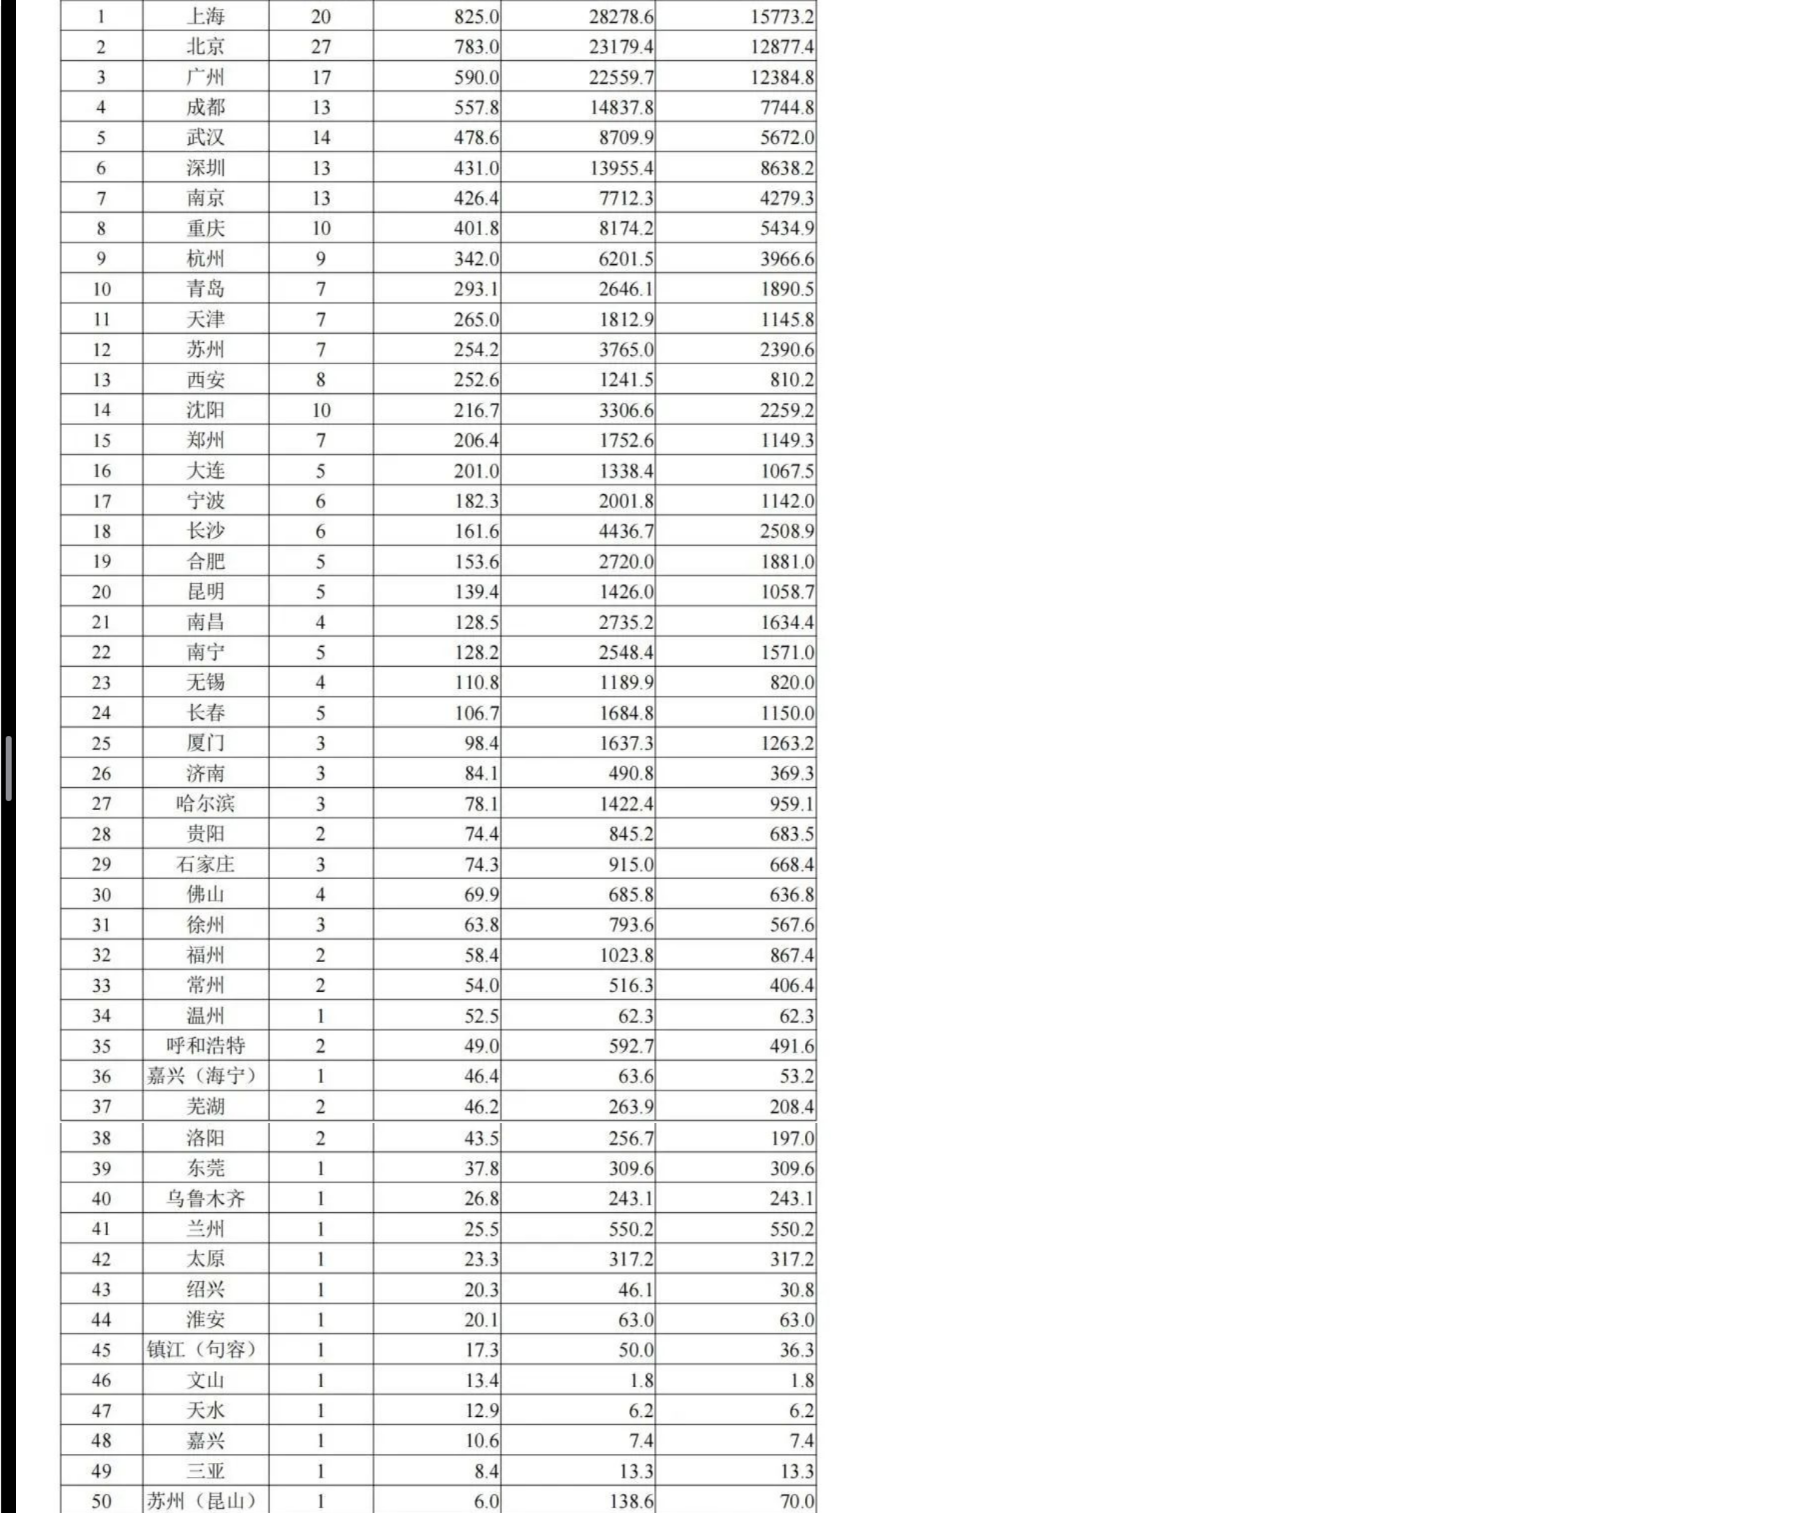 1 上海 20 825.0 28278.6 15773.2
2 北京 27 783.0 23179.4 12877.4
3 广州 17 590.0 22559.7 12384.8
4 成都 13 557.8 14837.8 7744.8
5 武汉 14 478.6 8709.9 5672.0
6 深圳 13 431.0 13955.4 8638.2
7 南京 13 426.4 7712.3 4279.3
8 重庆 10 401.8 8174.2 5434.9
9 杭州 9 342.0 6201.5 3966.6
10 青岛 7 293.1 2646.1 1890.5
11 天津 7 265.0 1812.9 1145.8
12 苏州 7 254.2 3765.0 2390.6
13 西安 8 252.6 1241.5 810.2
14 沈阳 10 216.7 3306.6 2259.2
15 郑州 7 206.4 1752.6 1149.3
16 大连 5 201.0 1338.4 1067.5
17 宁波 6 182.3 2001.8 1142.0
18 长沙 6 161.6 4436.7 2508.9
19 合肥 5 153.6 2720.0 1881.0
20 昆明 5 139.4 1426.0 1058.7
21 南昌 4 128.5 2735.2 1634.4
22 南宁 5 128.2 2548.4 1571.0
23 无锡 4 110.8 1189.9 820.0
24 长春 5 106.7 1684.8 1150.0
25 厦门 3 98.4 1637.3 1263.2
26 济南 3 84.1 490.8 369.3
27 哈尔滨 3 78.1 1422.4 959.1
28 贵阳 2 74.4 845.2 683.5
29 石家庄 3 74.3 915.0 668.4
30 佛山 4 69.9 685.8 636.8
31 徐州 3 63.8 793.6 567.6
32 福州 2 58.4 1023.8 867.4
33 常州 2 54.0 516.3 406.4
34 温州 1 52.5 62.3 62.3
35 呼和浩特 2 49.0 592.7 491.6
36 嘉兴（海宁） 1 46.4 63.6 53.2
37 芜湖 2 46.2 263.9 208.4
38 洛阳 2 43.5 256.7 197.0
39 东莞 1 37.8 309.6 309.6
40 乌鲁木齐 1 26.8 243.1 243.1
41 兰州 1 25.5 550.2 550.2
42 太原 1 23.3 317.2 317.2
43 绍兴 1 20.3 46.1 30.8
44 淮安 1 20.1 63.0 63.0
45 镇江（句容） 1 17.3 50.0 36.3
46 文山 1 13.4 1.8 1.8
47 天水 1 12.9 6.2 6.2
48 嘉兴 1 10.6 7.4 7.4
49 三亚 1 8.4 13.3 13.3
50 苏州（昆山） 1 6.0 138.6 70.0